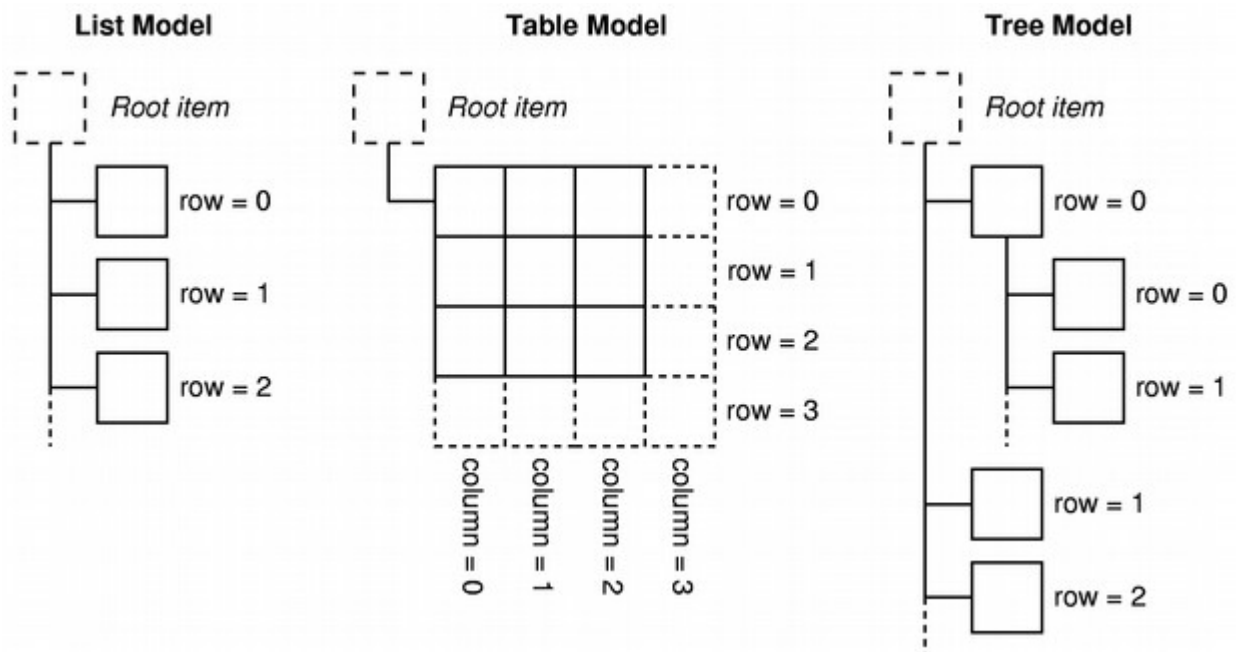 List Model
Root item
row = 0
row = 1
row = 2
Table Model
Root item
row = 0
row = 1
row = 2
row = 3
column = 0
column = 1
column = 2
column = 3
Tree Model
Root item
row = 0
row = 0
row = 1
row = 1
row = 2